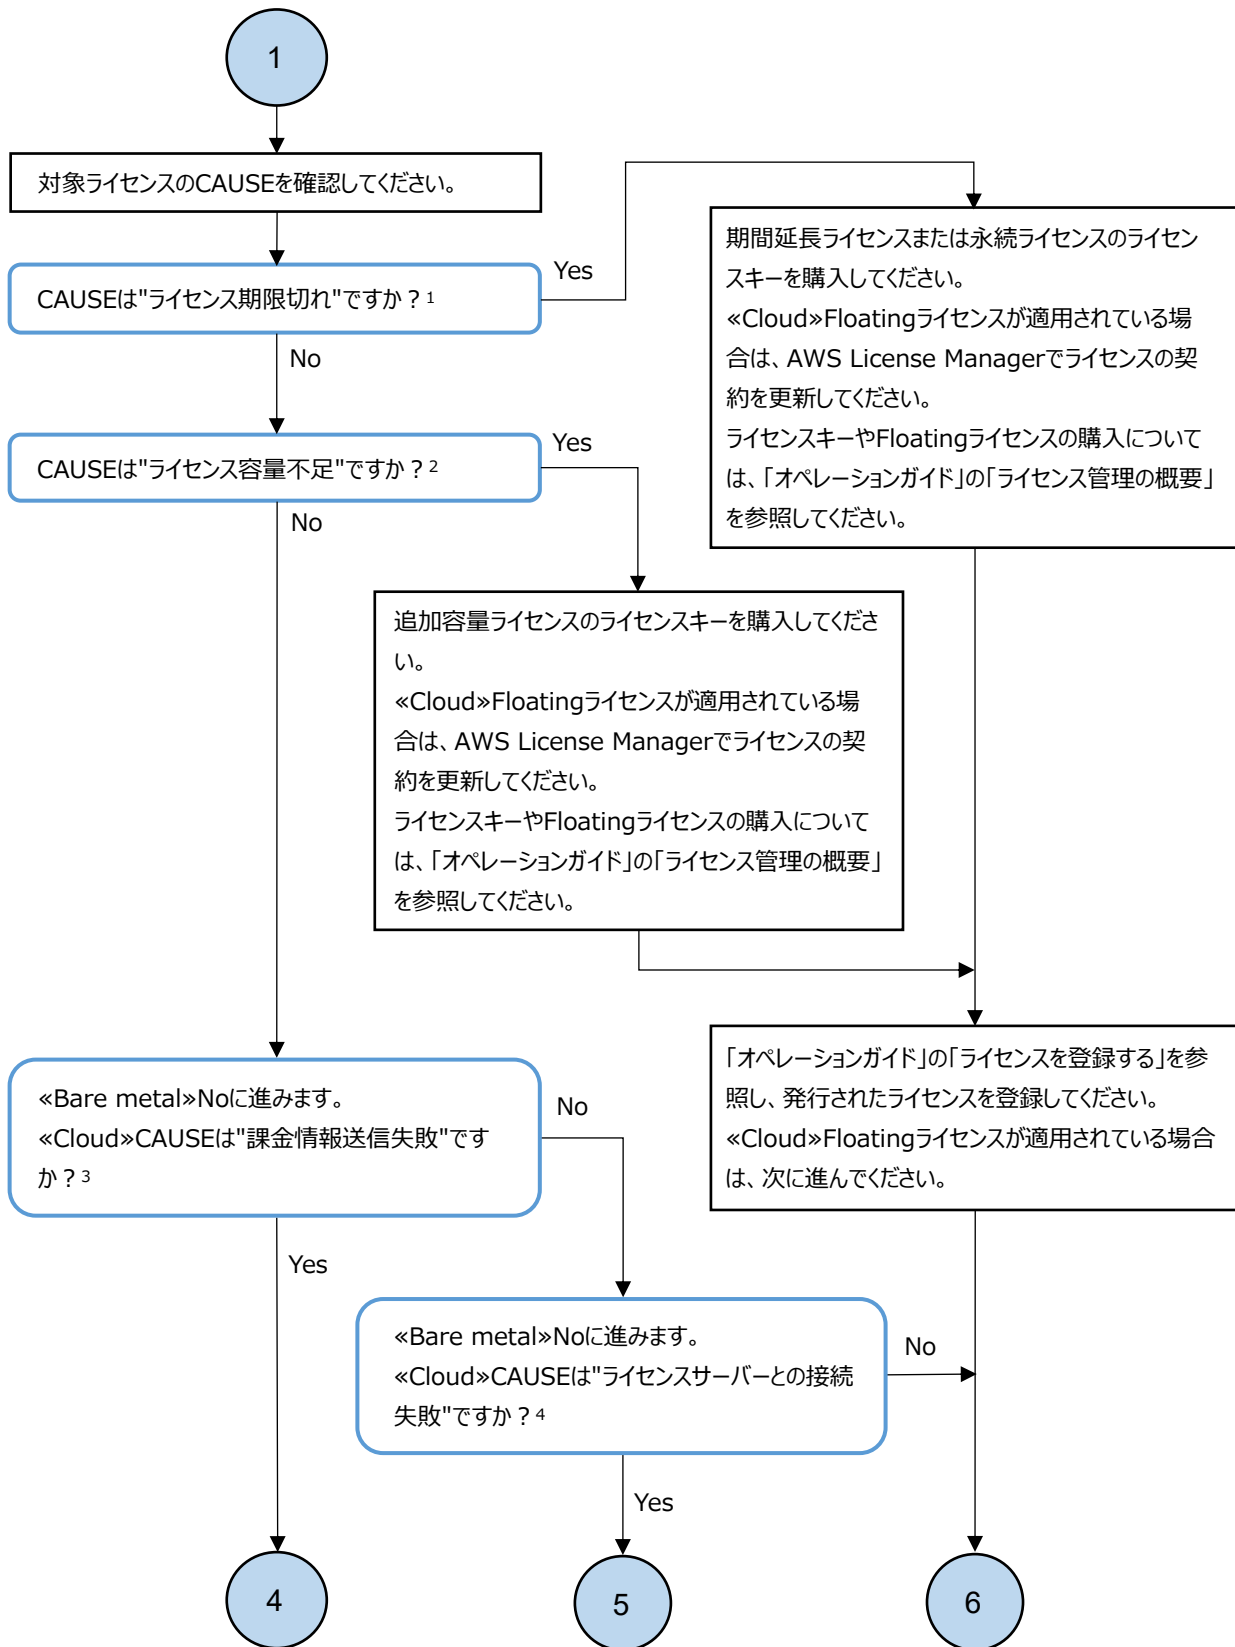 1
対象ライセンスのCAUSEを確認してください。
CAUSEは"ライセンス期限切れ"ですか？1
Yes
No
期間延長ライセンスまたは永続ライセンスのライセン
スキーを購入してください。
«Cloud»Floatingライセンスが適用されている場
合は、AWS License Managerでライセンスの契
約を更新してください。
ライセンスキーやFloatingライセンスの購入について
は、「オペレーションガイド」の「ライセンス管理の概要」
を参照してください。
CAUSEは"ライセンス容量不足"ですか？2
Yes
No
追加容量ライセンスのライセンスキーを購入してくださ
い。
«Cloud»Floatingライセンスが適用されている場
合は、AWS License Managerでライセンスの契
約を更新してください。
ライセンスキーやFloatingライセンスの購入について
は、「オペレーションガイド」の「ライセンス管理の概要」
を参照してください。
«Bare metal»Noに進みます。
«Cloud»CAUSEは"課金情報送信失敗"です
か？3
No
Yes
「オペレーションガイド」の「ライセンスを登録する」を参
照し、発行されたライセンスを登録してください。
«Cloud»Floatingライセンスが適用されている場合
は、次に進んでください。
«Bare metal»Noに進みます。
«Cloud»CAUSEは"ライセンスサーバーとの接続
失敗"ですか？4
No
Yes
4
5
6